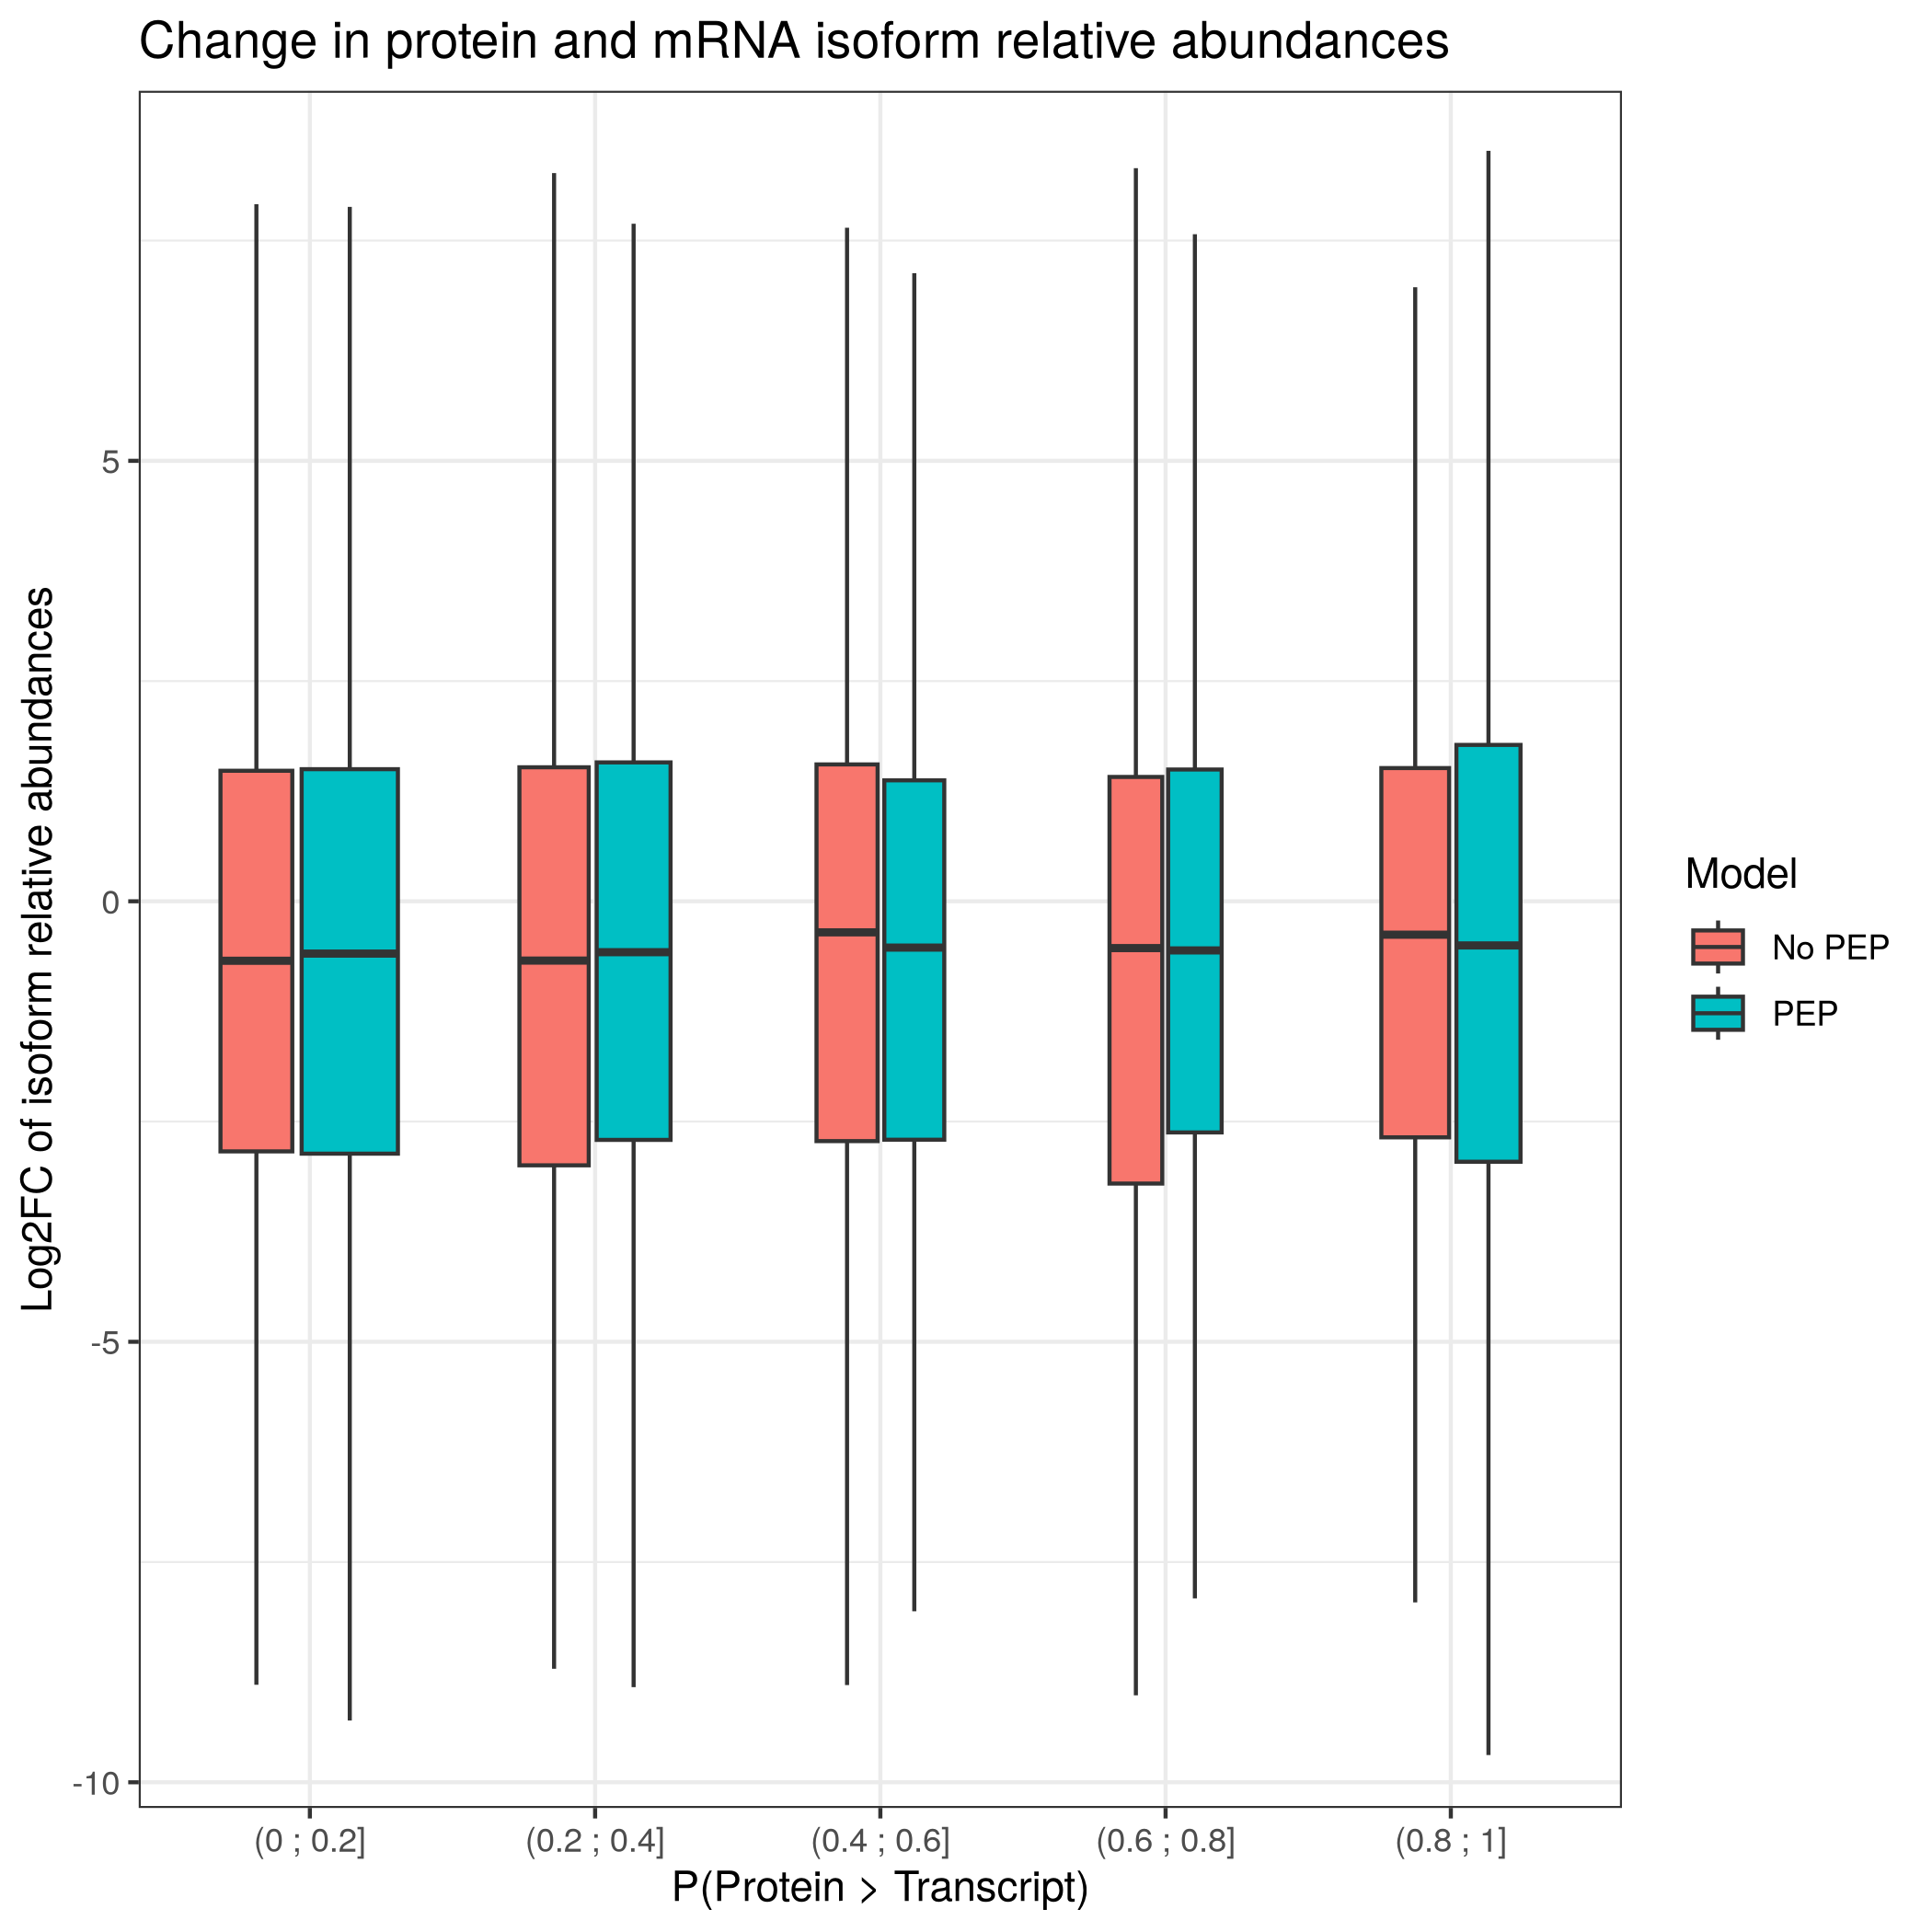 Change in protein and mRNA isoform relative abundances
Log2FC of isoform relative abundances
5
0
-5
-10
(0 ; 0.2]
(0.2 ; 0.4]
(0.4 ; 0.6]
(0.6 ; 0.8]
(0.8 ; 1]
P(Protein > Transcript)
Model
No PEP
PEP